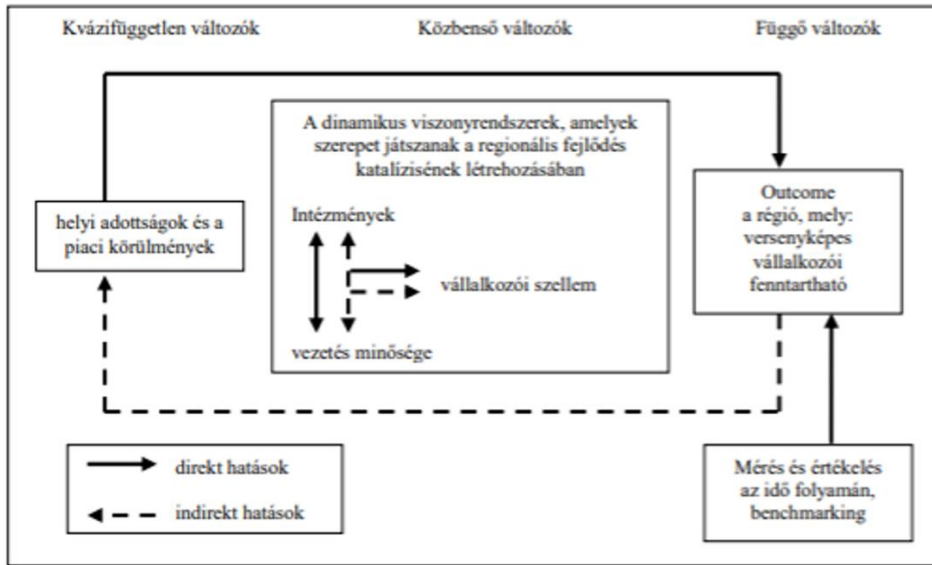 Kvázifüggetlen változók
Közbenső változók
Függő változók
A dinamikus viszonyrendszerek, amelyek
szerepet játszanak a regionális fejlődés
katalízisének létrehozásában
Intézmények
vállalkozói szellem
vezetés minősége
helyi adottságok és a
piaci körülmények
Outcome
a régió, mely:
versenyképes
vállalkozói
fenntartható
direkt hatások
indirekt hatások
Mérés és értékelés
az idő folyamán,
benchmarking